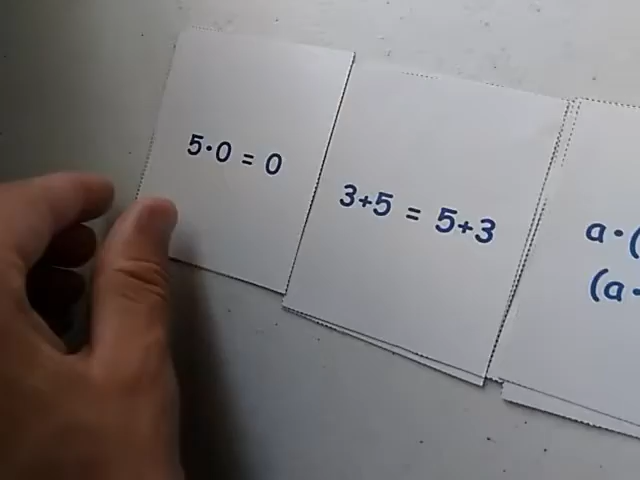 5·0 = 0
3+5 = 5+3
a·(
(a·